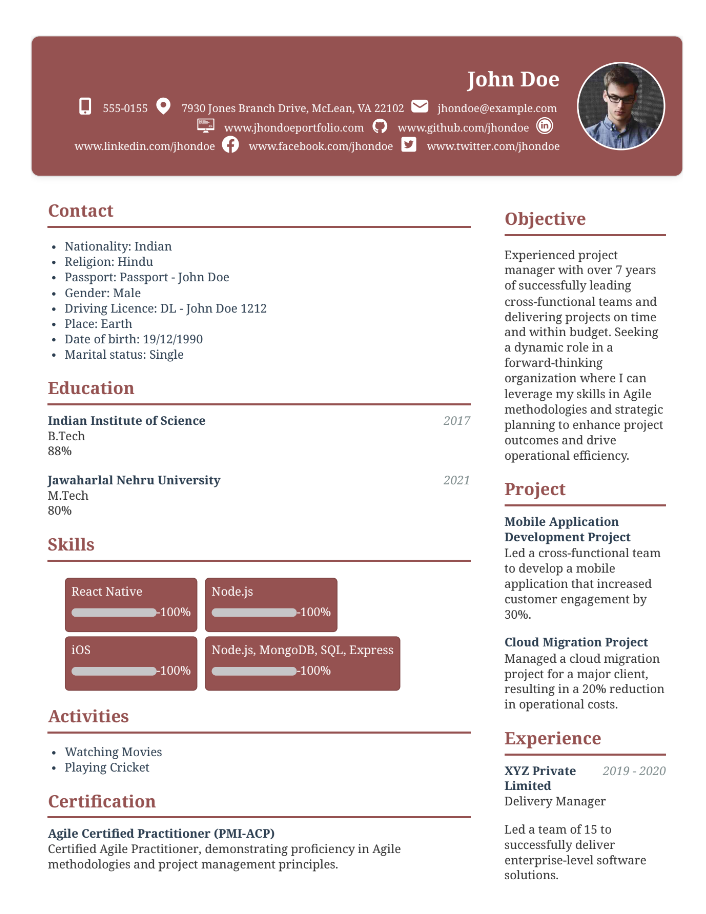 John Doe
555-0155 7930 Jones Branch Drive, McLean, VA 22102 jhondoe@example.com
www.jhondoeportfolio.com www.github.com/jhondoe
www.linkedin.com/jhondoe www.facebook.com/jhondoe www.twitter.com/jhondoe
Contact
• Nationality: Indian
• Religion: Hindu
• Passport: Passport - John Doe
• Gender: Male
• Driving Licence: DL - John Doe 1212
• Place: Earth
• Date of birth: 19/12/1990
• Marital status: Single
Education
Indian Institute of Science 2017
B.Tech
88%
Jawaharlal Nehru University 2021
M.Tech
80%
Skills
React Native
-100%
Node.js
-100%
iOS
-100%
Node.js, MongoDB, SQL, Express
-100%
Activities
• Watching Movies
• Playing Cricket
Certification
Agile Certified Practitioner (PMI-ACP)
Certified Agile Practitioner, demonstrating proficiency in Agile
methodologies and project management principles.
Objective
Experienced project
manager with over 7 years
of successfully leading
cross-functional teams and
delivering projects on time
and within budget. Seeking
a dynamic role in a
forward-thinking
organization where I can
leverage my skills in Agile
methodologies and strategic
planning to enhance project
outcomes and drive
operational efficiency.
Project
Mobile Application
Development Project
Led a cross-functional team
to develop a mobile
application that increased
customer engagement by
30%.
Cloud Migration Project
Managed a cloud migration
project for a major client,
resulting in a 20% reduction
in operational costs.
Experience
XYZ Private 2019 - 2020
Limited
Delivery Manager
Led a team of 15 to
successfully deliver
enterprise-level software
solutions.